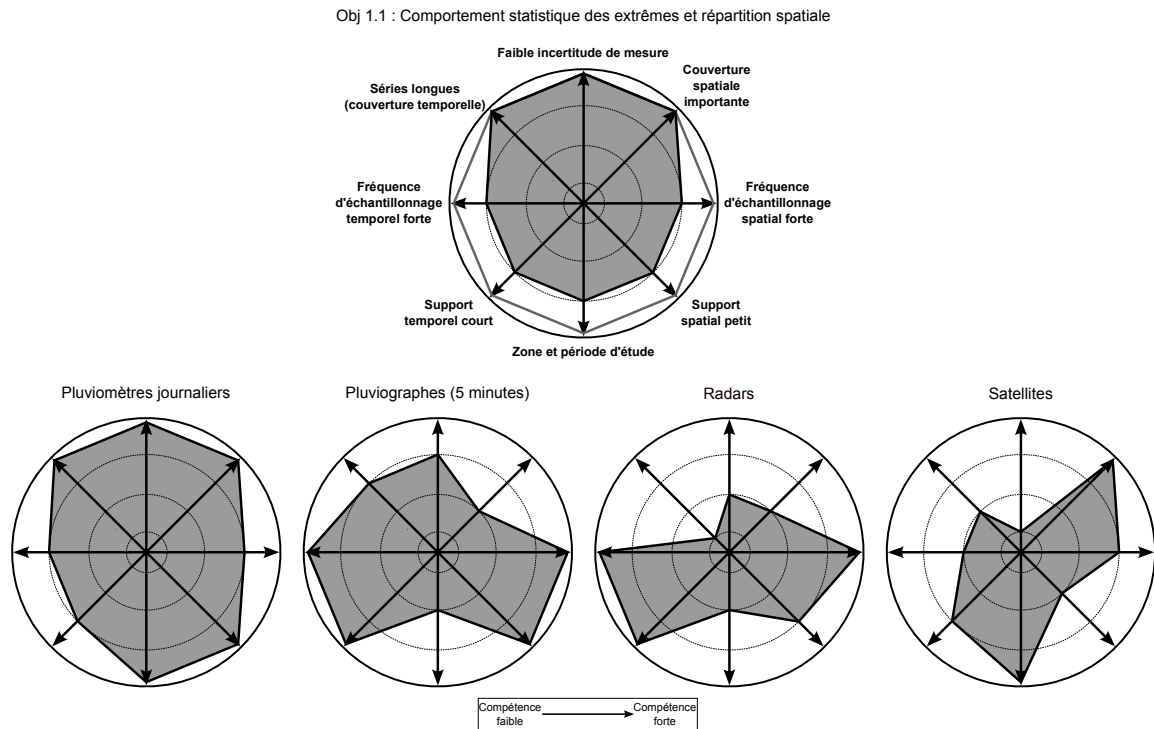 Obj 1.1 : Comportement statistique des extrêmes et répartition spatiale
Faible incertitude de mesure
Séries longues
(couverture temporelle)
Couverture
spatiale
importante
Fréquence
d'échantillonnage
temporel forte
Fréquence
d'échantillonnage
spatial forte
Support
temporel court
Support
spatial petit
Zone et période d'étude
Pluviomètres journaliers
Pluviographes (5 minutes)
Radars
Satellites
Compétence
faible
Compétence
forte